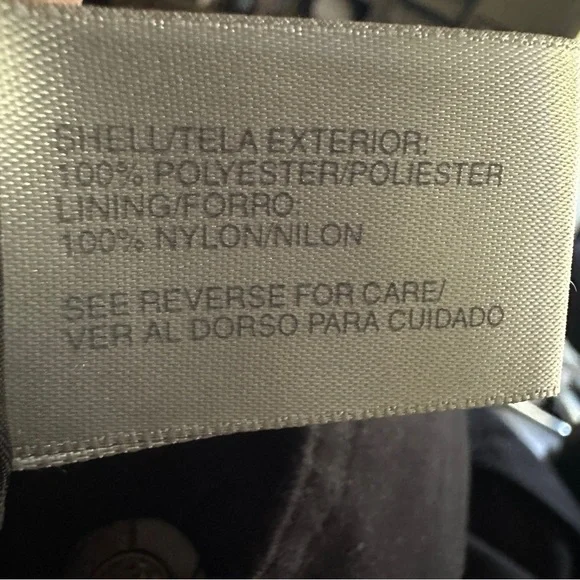 SHELL/TELA EXTERIOR:
100% POLYESTER/POLIESTER
LINING/FORRO:
100% NYLON/NILON
SEE REVERSE FOR CARE/
VER AL DORSO PARA CUIDADO